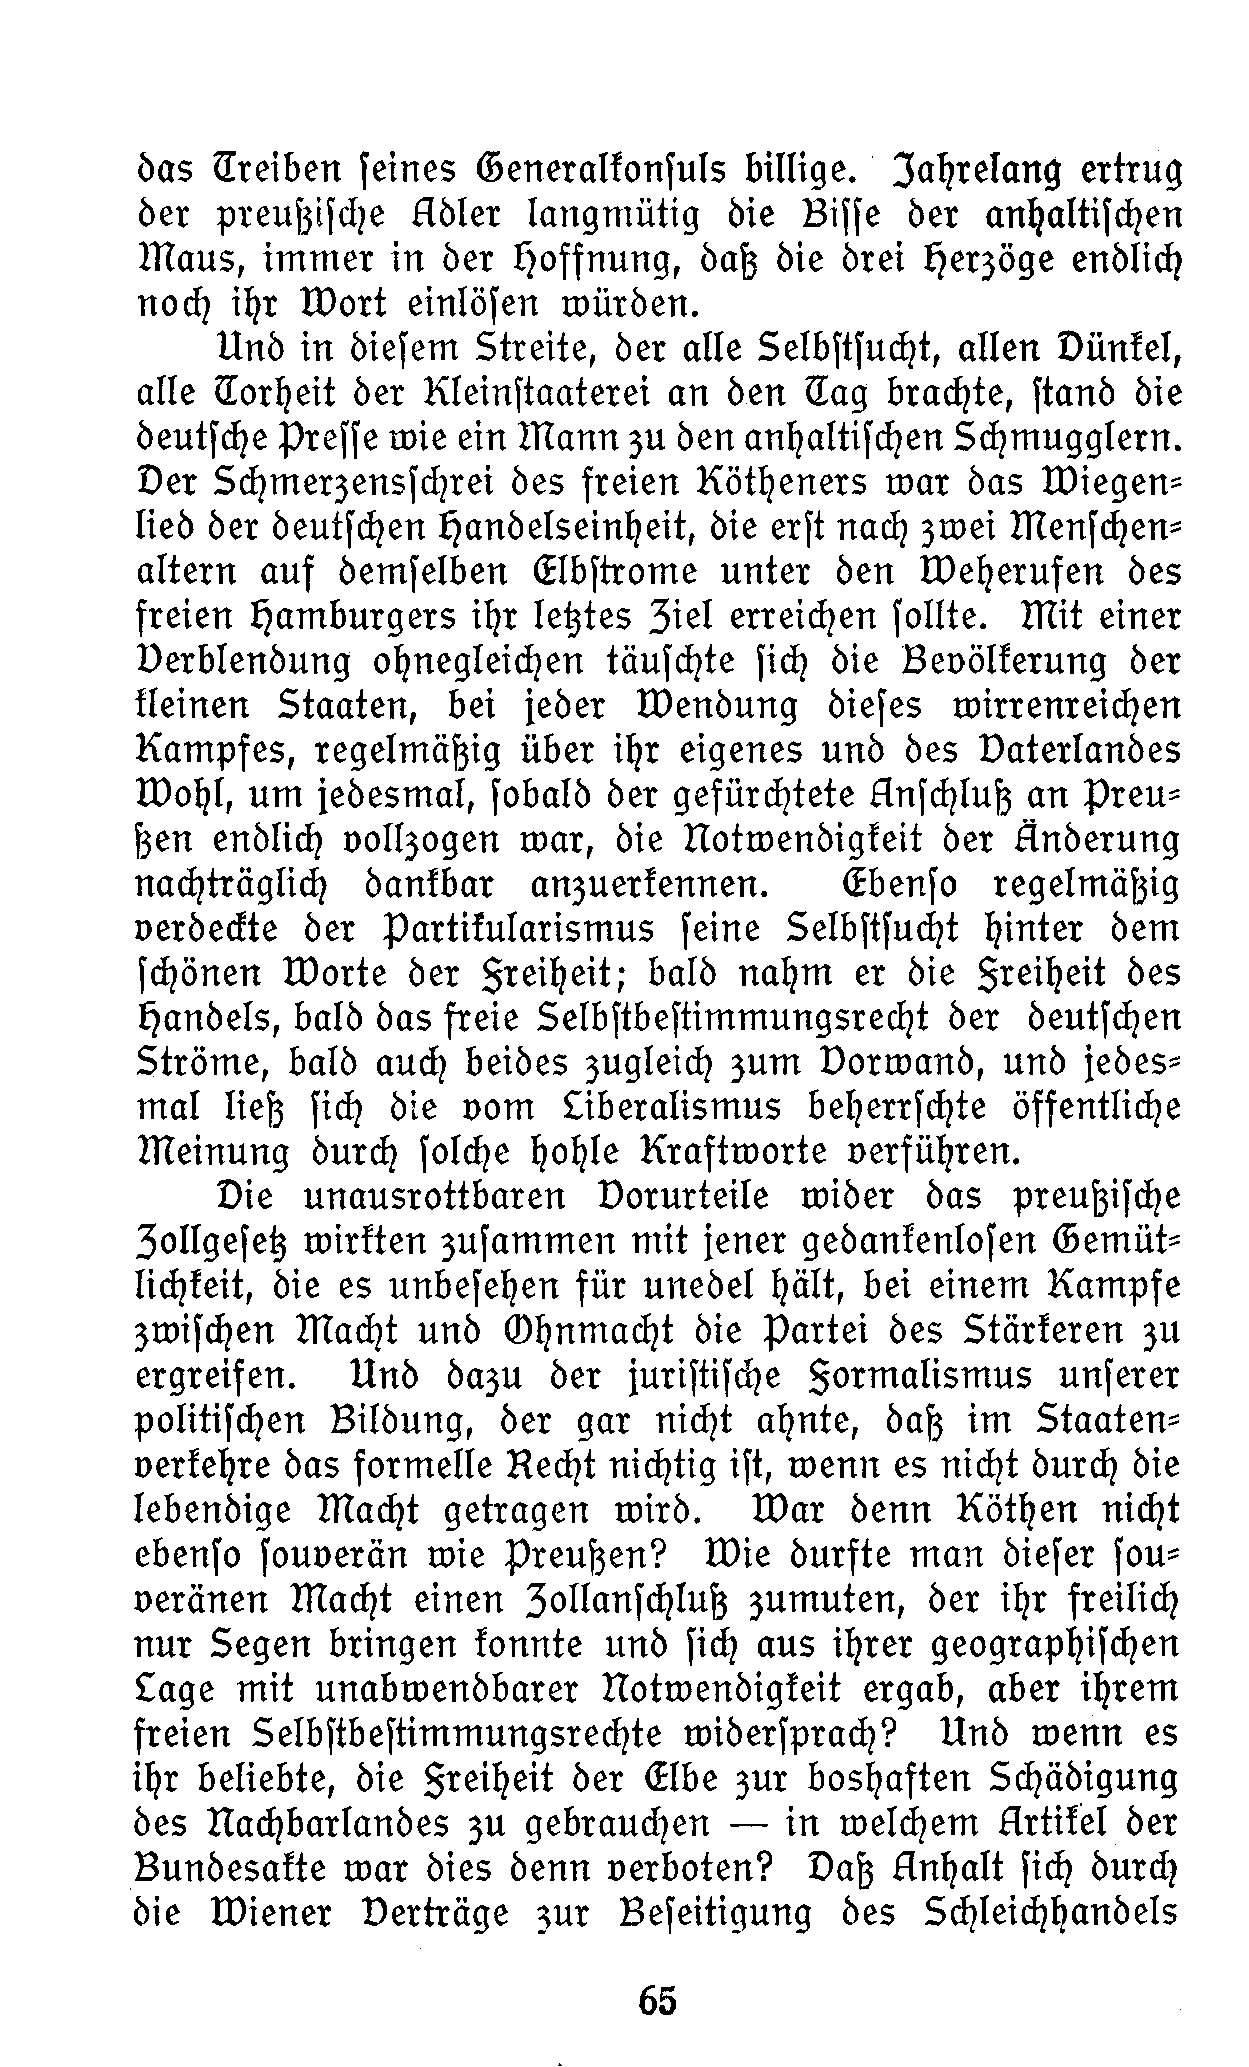 das Treiben ſeines Generalkonſuls billige. Jahrelang ertrug
der preußiſche Adler langmütig die Biſſe der anhaltiſchen
Maus, immer in der Hoffnung, daß die drei Herzöge endlich
noch ihr Wort einlöſen würden.
Und in dieſem Streite, der alle Selbſtſucht, allen Dünkel,
alle Torheit der Kleinſtaaterei an den Tag brachte, ſtand die
deutſche Preſſe wie ein Mann zu den anhaltiſchen Schmugglern.
Der Schmerzensſchrei des freien Kötheners war das Wiegen⸗
lied der deutſchen Handelseinheit, die erſt nach zwei Menſchen⸗
altern auf demſelben Elbſtrome unter den Weherufen des
freien Hamburgers ihr letztes Ziel erreichen ſollte. Mit einer
Verblendung ohnegleichen täuſchte ſich die Bevölkerung der
kleinen Staaten, bei jeder Wendung dieſes wirrenreichen
Kampfes, regelmäßig über ihr eigenes und des Vaterlandes
Wohl, um jedesmal, ſobald der gefürchtete Anſchluß an Preu⸗
ßen endlich vollzogen war, die Notwendigkeit der Änderung
nachträglich dankbar anzuerkennen. Ebenſo regelmäßig
verdeckte der Partikularismus ſeine Selbſtſucht hinter dem
ſchönen Worte der Freiheit; bald nahm er die Freiheit des
Handels, bald das freie Selbſtbeſtimmungsrecht der deutſchen
Ströme, bald auch beides zugleich zum Vorwand, und jedes⸗
mal ließ ſich die vom Liberalismus beherrſchte öffentliche
Meinung durch ſolche hohle Kraftworte verführen.
Die unausrottbaren Vorurteile wider das preußiſche
Zollgeſetz wirkten zuſammen mit jener gedankenloſen Gemüt⸗
lichkeit, die es unbeſehen für unedel hält, bei einem Kampfe
zwiſchen Macht und Ohnmacht die Partei des Stärkeren zu
ergreifen. Und dazu der juriſtiſche Formalismus unſerer
politiſchen Bildung, der gar nicht ahnte, daß im Staaten⸗
verkehre das formelle Recht nichtig iſt, wenn es nicht durch die
lebendige Macht getragen wird. War denn Köthen nicht
ebenſo ſouverän wie Preußen? Wie durfte man dieſer ſou⸗
veränen Macht einen Zollanſchluß zumuten, der ihr freilich
nur Segen bringen konnte und ſich aus ihrer geographiſchen
Lage mit unabwendbarer Notwendigkeit ergab, aber ihrem
freien Selbſtbeſtimmungsrechte widerſprach? Und wenn es
ihr beliebte, die Freiheit der Elbe zur boshaften Schädigung
des Nachbarlandes zu gebrauchen — in welchem Artikel der
Bundesakte war dies denn verboten? Daß Anhalt ſich durch
die Wiener Verträge zur Beſeitigung des Schleichhandels
65